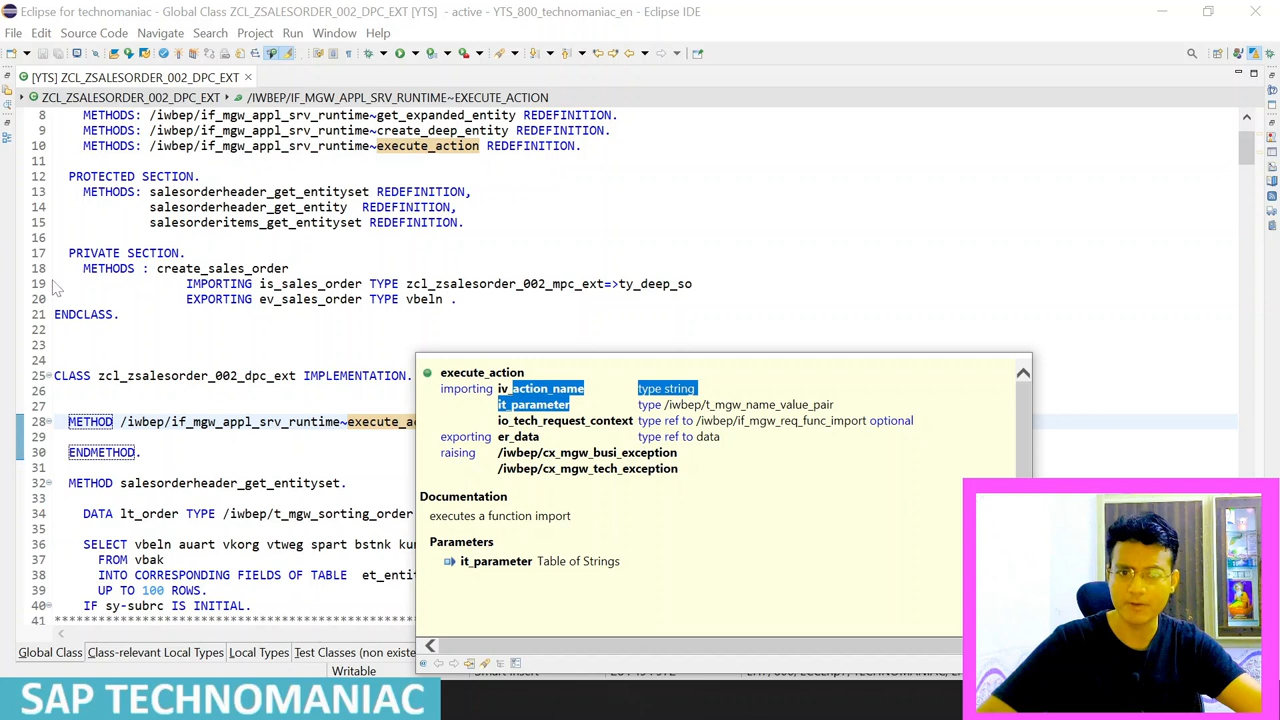 Eclipse for technomaniac - Global Class ZCL_ZSALESORDER_002_DPC_EXT [YTS] - active - YTS_800_technomaniac_en - Eclipse IDE
File Edit Source Code Navigate Search Project Run Window Help
[YTS] ZCL_ZSALESORDER_002_DPC_EXT
ZCL_ZSALESORDER_002_DPC_EXT /IWBEP/IF_MGW_APPL_SRV_RUNTIME~EXECUTE_ACTION
8 METHODS: /iwbep/if_mgw_appl_srv_runtime~get_expanded_entity REDEFINITION.
9 METHODS: /iwbep/if_mgw_appl_srv_runtime~create_deep_entity REDEFINITION.
10 METHODS: /iwbep/if_mgw_appl_srv_runtime~execute_action REDEFINITION.
11
12 PROTECTED SECTION.
13 METHODS: salesorderheader_get_entityset REDEFINITION,
14 salesorderheader_get_entity REDEFINITION,
15 salesorderitems_get_entityset REDEFINITION.
16
17 PRIVATE SECTION.
18 METHODS : create_sales_order
19 IMPORTING is_sales_order TYPE zcl_zsalesorder_002_mpc_ext=>ty_deep_so
20 EXPORTING ev_sales_order TYPE vbeln .
21 ENDCLASS.
22
23
24
25 CLASS zcl_zsalesorder_002_dpc_ext IMPLEMENTATION.
26
27
28 METHOD /iwbep/if_mgw_appl_srv_runtime~execute_ac
29
30 ENDMETHOD.
31
32 METHOD salesorderheader_get_entityset.
33
34 DATA lt_order TYPE /iwbep/t_mgw_sorting_order
35
36 SELECT vbeln auart vkorg vtweg spart bstnk kun
37 FROM vbak
38 INTO CORRESPONDING FIELDS OF TABLE et_enti
39 UP TO 100 ROWS.
40 IF sy-subrc IS INITIAL.
41 **************************************************
execute_action
importing iv_action_name type string
it_parameter type /iwbep/t_mgw_name_value_pair
io_tech_request_context type ref to /iwbep/if_mgw_req_func_import optional
exporting er_data type ref to data
raising /iwbep/cx_mgw_busi_exception
/iwbep/cx_mgw_tech_exception
Documentation
executes a function import
Parameters
it_parameter Table of Strings
Global Class Class-relevant Local Types Local Types Test Classes (non existe
Writable
SAP TECHNOMANIAC